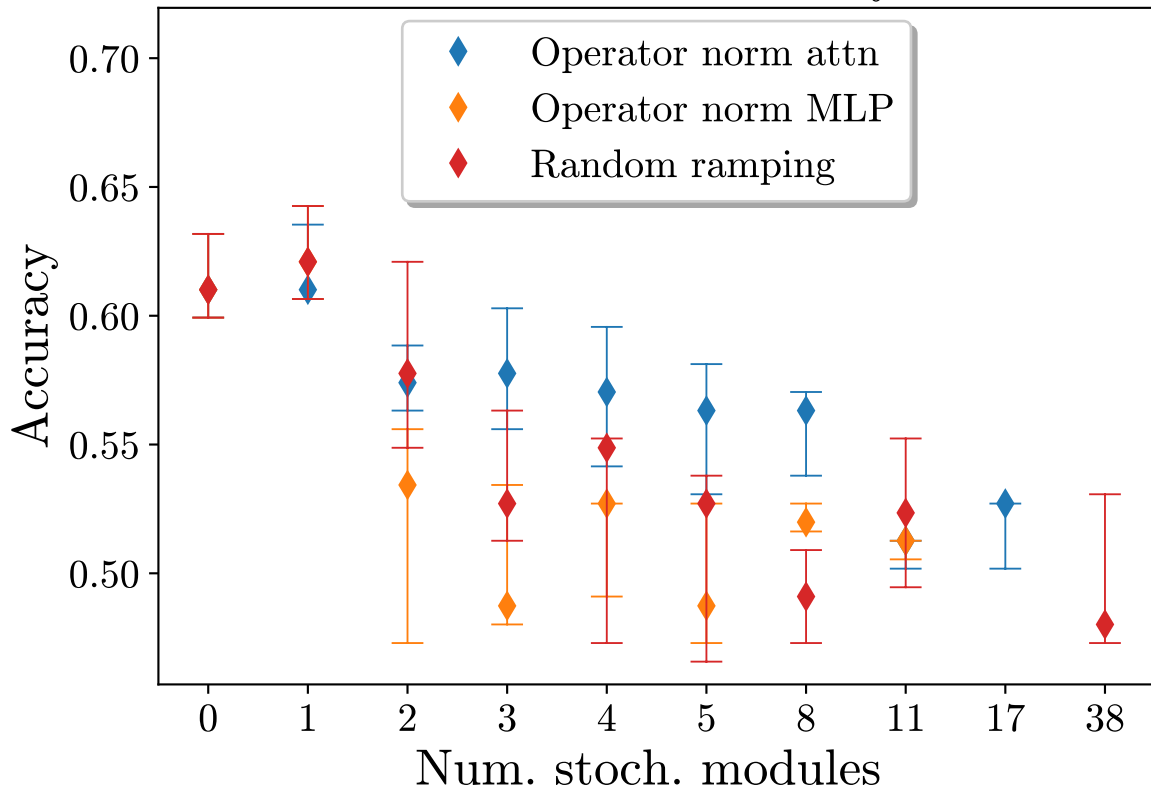 0.70
0.65
0.60
0.55
0.50
Accuracy
Operator norm attn
Operator norm MLP
Random ramping
0 1 2 3 4 5 8 11 17 38
Num. stoch. modules